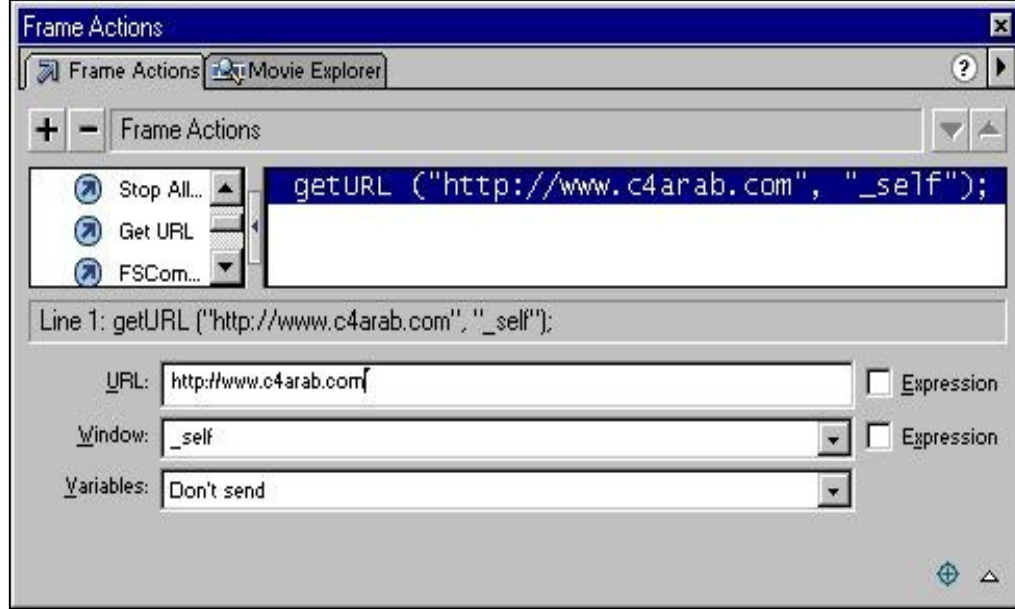 Frame Actions
Frame Actions Movie Explorer
Frame Actions
Stop All...
Get URL
FSCom...
getURL ("http://www.c4arab.com", "_self");
Line 1: getURL ("http://www.c4arab.com", "_self");
URL: http://www.c4arab.com Expression
Window: _self Expression
Variables: Don't send